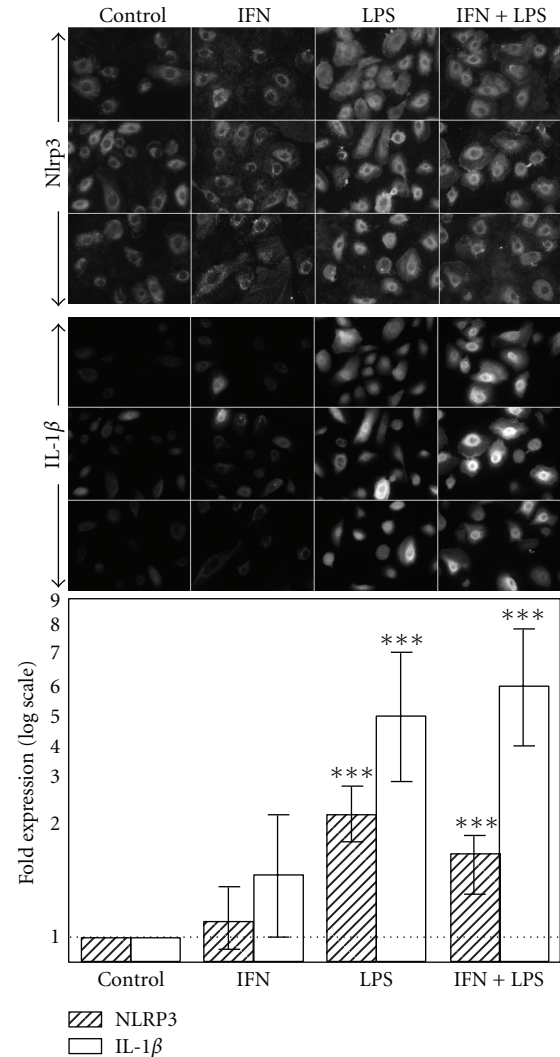 Control IFN LPS IFN + LPS
Nlrp3
IL-1β
Fold expression (log scale)
9
8
7
6
5
4
3
2
1
***
***
***
***
Control IFN LPS IFN + LPS
NLRP3
IL-1β